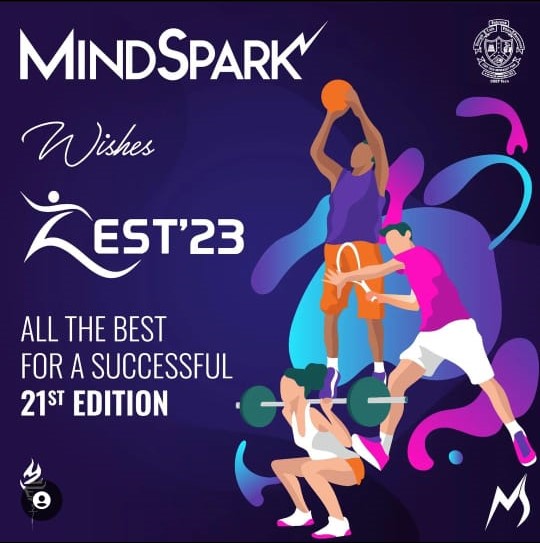 MINDSPARK
Wishes
ZEST'23
ALL THE BEST
FOR A SUCCESSFUL
21ST EDITION